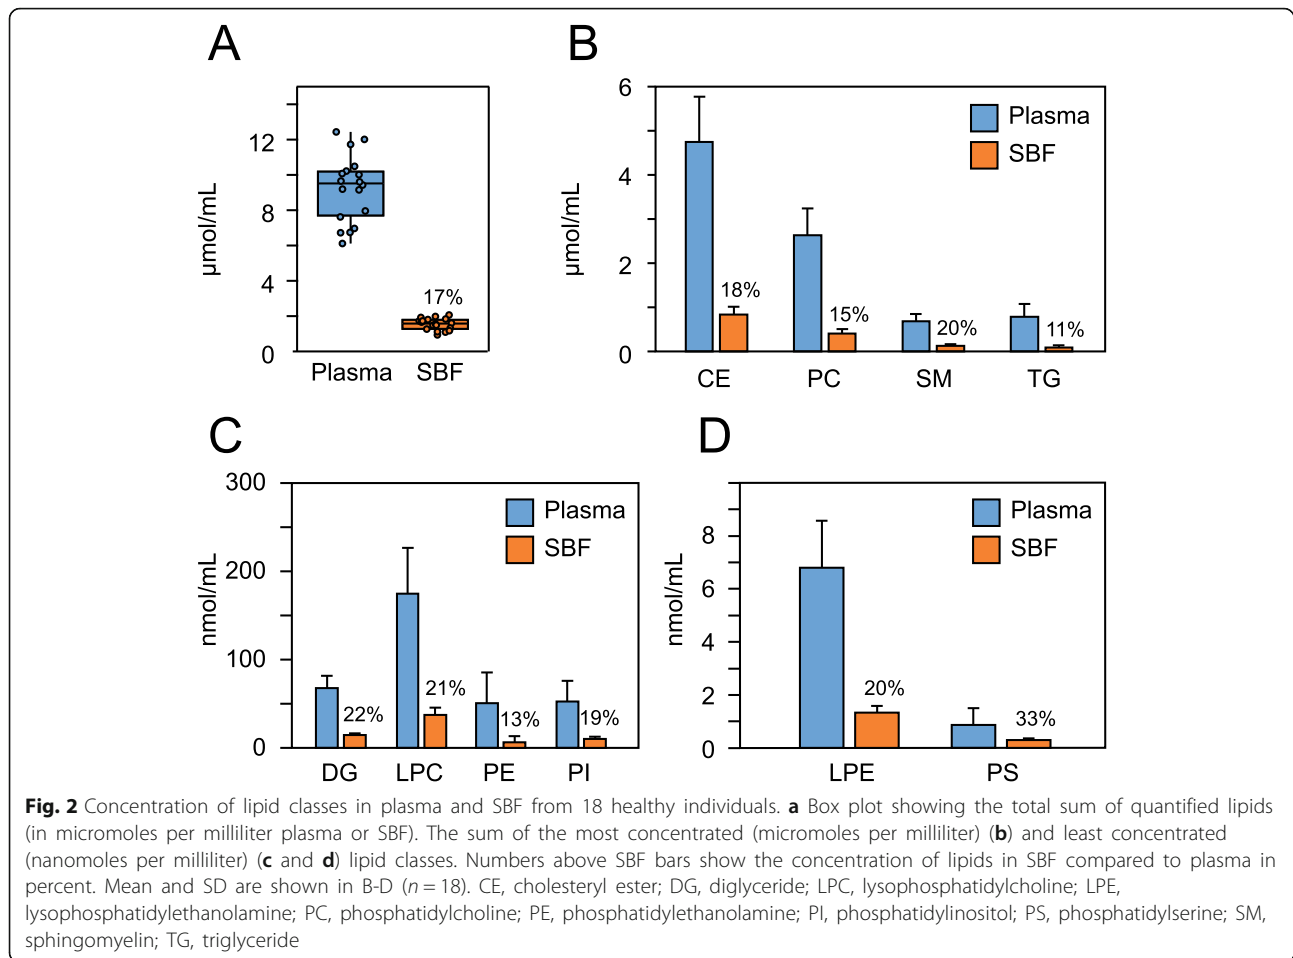 A
B
µmol/mL
12
8
4
0
17%
Plasma
SBF
µmol/mL
6
4
2
0
Plasma
SBF
18%
15%
20%
11%
CE
PC
SM
TG
C
D
nmol/mL
300
200
100
0
Plasma
SBF
22%
21%
13%
19%
DG
LPC
PE
PI
nmol/mL
8
6
4
2
0
Plasma
SBF
20%
33%
LPE
PS
Fig. 2 Concentration of lipid classes in plasma and SBF from 18 healthy individuals. a Box plot showing the total sum of quantified lipids
(in micromoles per milliliter plasma or SBF). The sum of the most concentrated (micromoles per milliliter) (b) and least concentrated
(nanomoles per milliliter) (c and d) lipid classes. Numbers above SBF bars show the concentration of lipids in SBF compared to plasma in
percent. Mean and SD are shown in B-D (n = 18). CE, cholesteryl ester; DG, diglyceride; LPC, lysophosphatidylcholine; LPE,
lysophosphatidylethanolamine; PC, phosphatidylcholine; PE, phosphatidylethanolamine; PI, phosphatidylinositol; PS, phosphatidylserine; SM,
sphingomyelin; TG, triglyceride